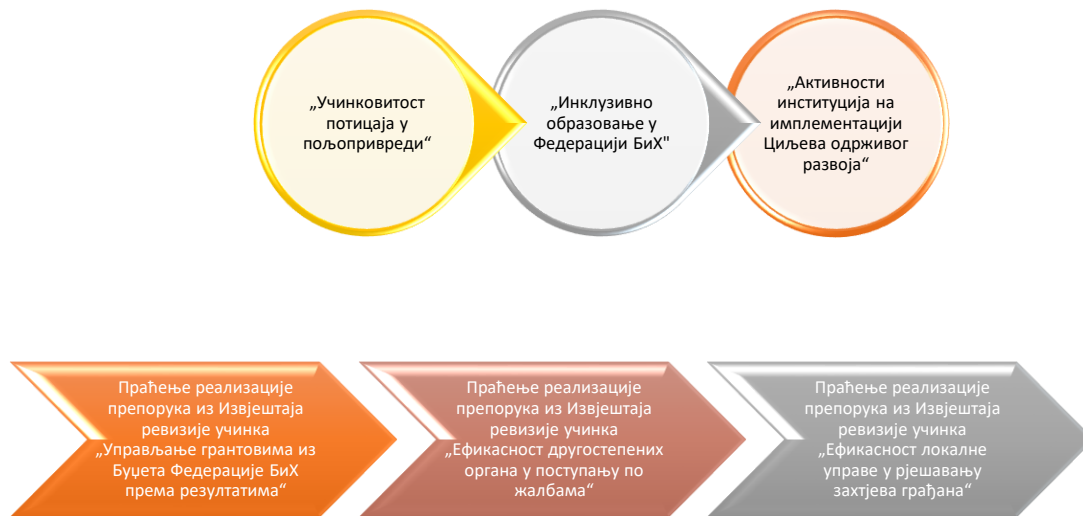 „Учинковитост
потицаја у
пољопривреди“
„Инклузивно
образовање у
Федерацији БиХ"
„Активности
институција на
имплементацији
Циљева одрживог
развоја“
Праћење реализације
препорука из Извјештаја
ревизије учинка
„Управљање грантовима из
Буџета Федерације БиХ
према резултатима“
Праћење реализације
препорука из Извјештаја
ревизије учинка
„Ефикасност другостепених
органа у поступању по
жалбама“
Праћење реализације
препорука из Извјештаја
ревизије учинка
„Ефикасност локалне
управе у рјешавању
захтјева грађана“